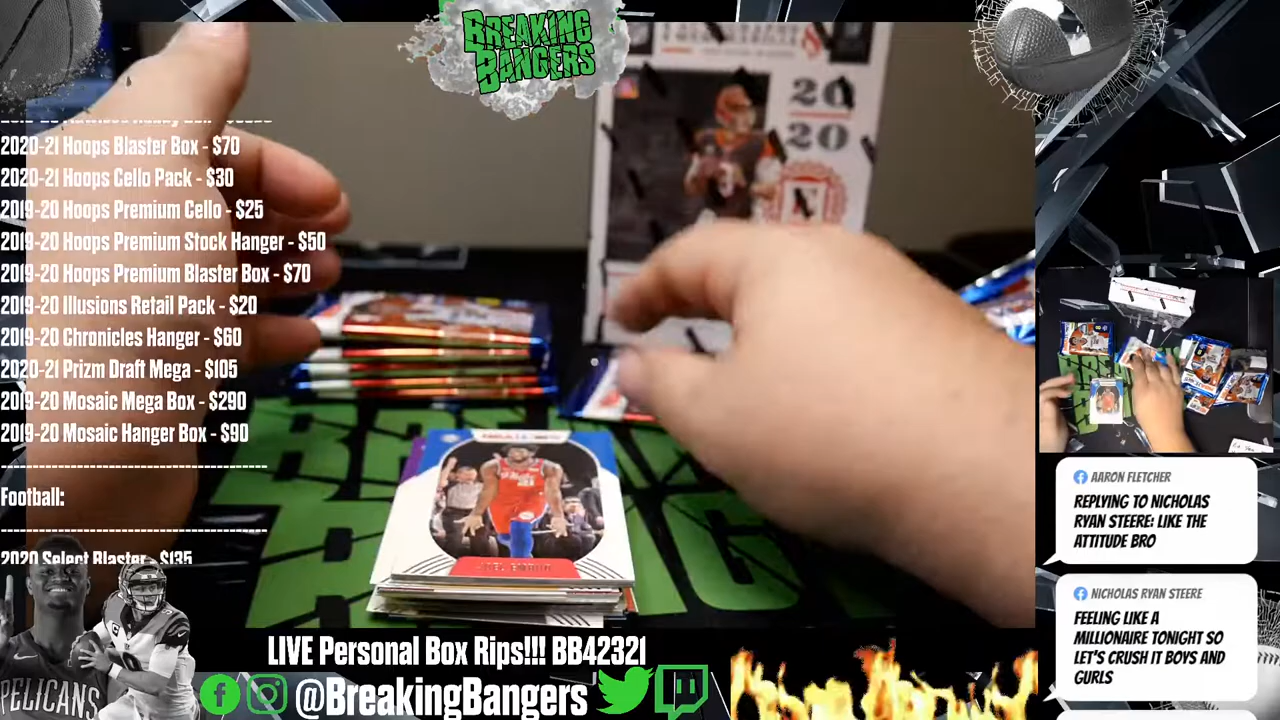 BREAKING
BANGERS
2020-21 Hoops Blaster Box - $70
2020-21 Hoops Cello Pack - $30
2019-20 Hoops Premium Cello - $25
2019-20 Hoops Premium Stock Hanger - $50
2019-20 Hoops Premium Blaster Box - $70
2019-20 Illusions Retail Pack - $20
2019-20 Chronicles Hanger - $60
2020-21 Prizm Draft Mega - $105
2019-20 Mosaic Mega Box - $290
2019-20 Mosaic Hanger Box - $90
Football:
2020 Select Blaster - $135
20
20
JOEL EMBIID
PELICANS
AARON FLETCHER
REPLYING TO NICHOLAS
RYAN STEERE: LIKE THE
ATTITUDE BRO
NICHOLAS RYAN STEERE
FEELING LIKE A
MILLIONAIRE TONIGHT SO
LET'S CRUSH IT BOYS AND
GURLS
LIVE Personal Box Rips!!! BB42321
@BreakingBangers